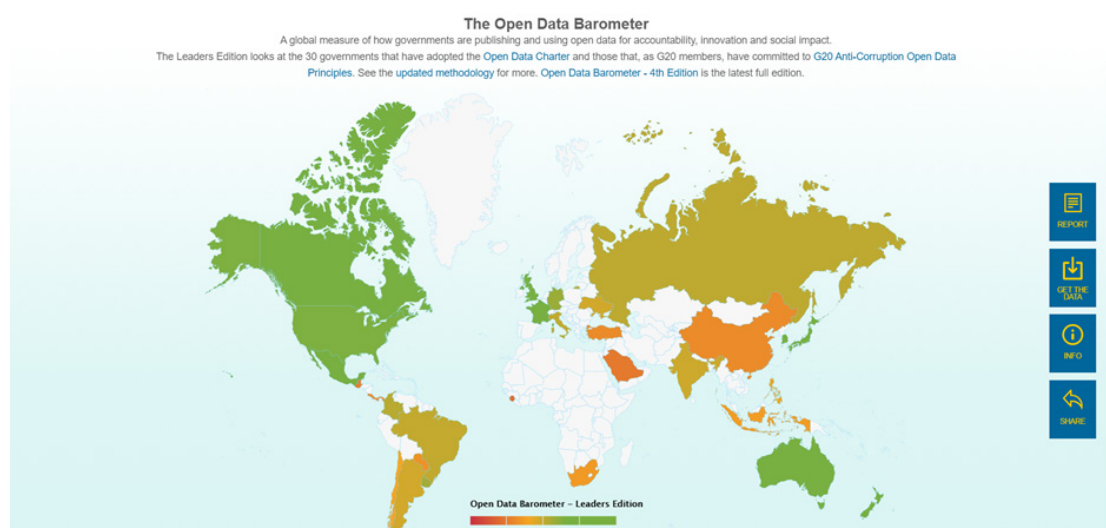 The Open Data Barometer
A global measure of how governments are publishing and using open data for accountability, innovation and social impact.
The Leaders Edition looks at the 30 governments that have adopted the Open Data Charter and those that, as G20 members, have committed to G20 Anti-Corruption Open Data
Principles. See the updated methodology for more. Open Data Barometer - 4th Edition is the latest full edition.
REPORT
GET THE
DATA
INFO
SHARE
Open Data Barometer – Leaders Edition